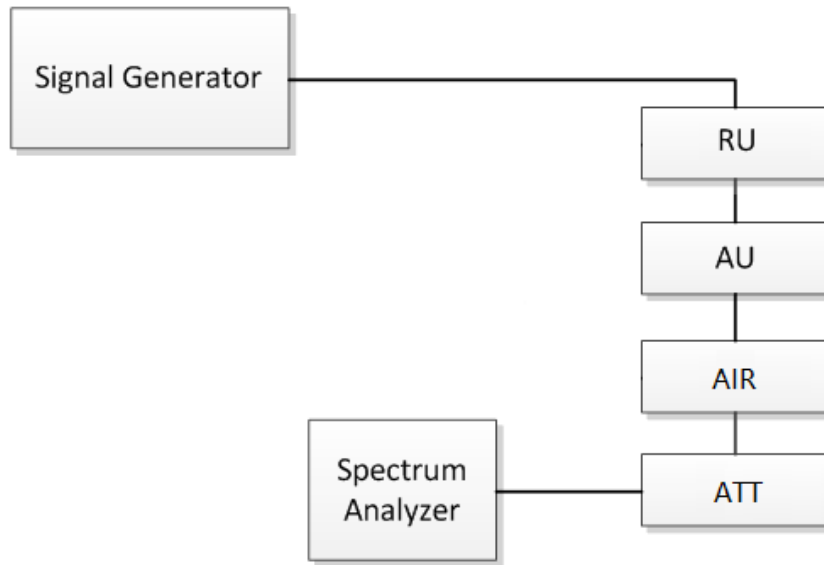 Signal Generator
RU
AU
AIR
ATT
Spectrum
Analyzer